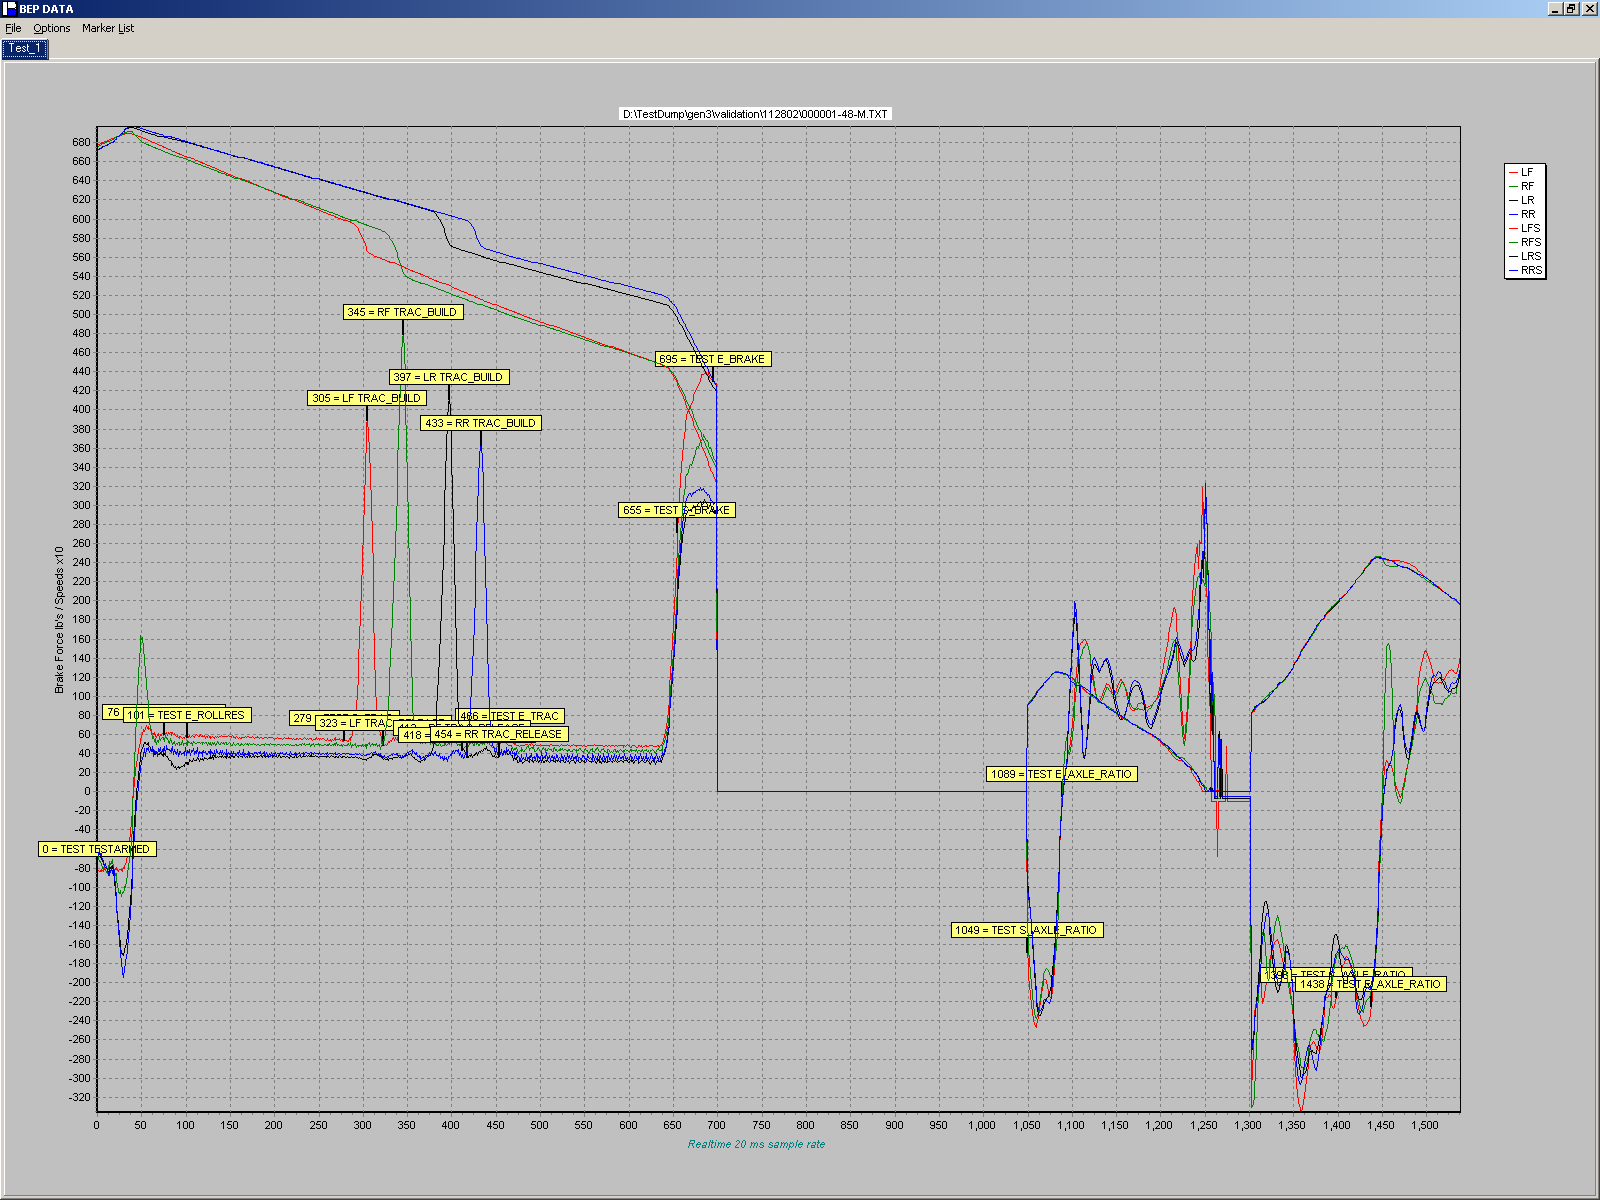 BEP DATA
File Options Marker List
Test_1
D:\TestDump\gen3\validation\112802\000001-48-M.TXT
680
660
640
620
600
580
560
540
520
500
480
460
440
420
400
380
360
340
320
300
280
260
240
220
200
180
160
140
120
100
80
60
40
20
0
-20
-40
-80
-100
-120
-140
-160
-180
-200
-220
-240
-260
-280
-300
-320
Brake Force lb's / Speeds x10
345 = RF TRAC_BUILD
695 = TEST E_BRAKE
397 = LR TRAC_BUILD
305 = LF TRAC_BUILD
433 = RR TRAC_BUILD
655 = TEST S_BRAKE
76
101 = TEST E_ROLLRES
279
323 = LF TRAC
466 = TEST E_TRAC
418 =
454 = RR TRAC_RELEASE
1089 = TEST E_AXLE_RATIO
0 = TEST TESTARMED
1049 = TEST S_AXLE_RATIO
= TEST S_AXLE_RATIO
1438 = TEST E_AXLE_RATIO
0 50 100 150 200 250 300 350 400 450 500 550 600 650 700 750 800 850 900 950 1,000 1,050 1,100 1,150 1,200 1,250 1,300 1,350 1,400 1,450 1,500
Realtime 20 ms sample rate
LF
RF
LR
RR
LFS
RFS
LRS
RRS